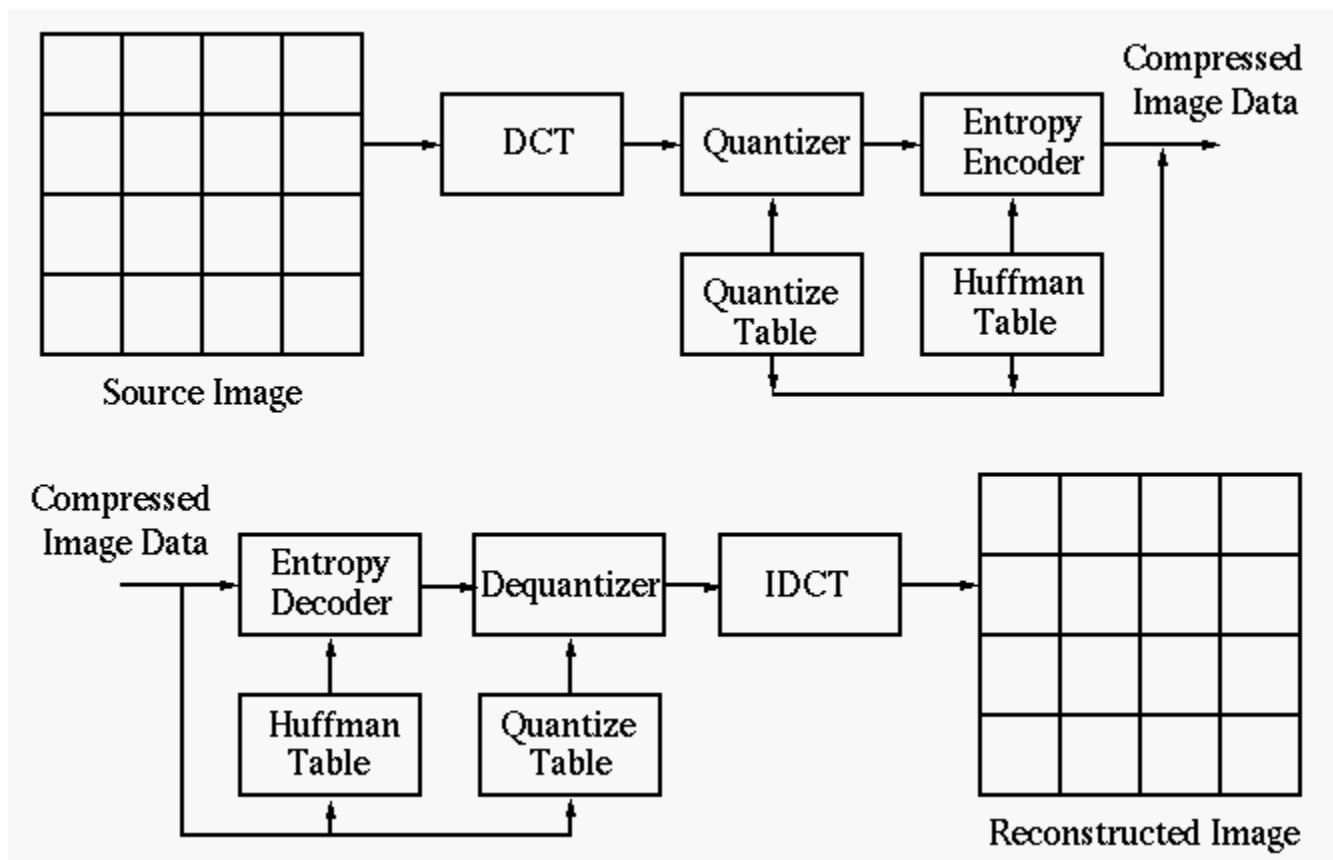 Compressed
Image Data
DCT
Quantizer
Entropy
Encoder
Quantize
Table
Huffman
Table
Source Image
Compressed
Image Data
Entropy
Decoder
Dequantizer
IDCT
Huffman
Table
Quantize
Table
Reconstructed Image